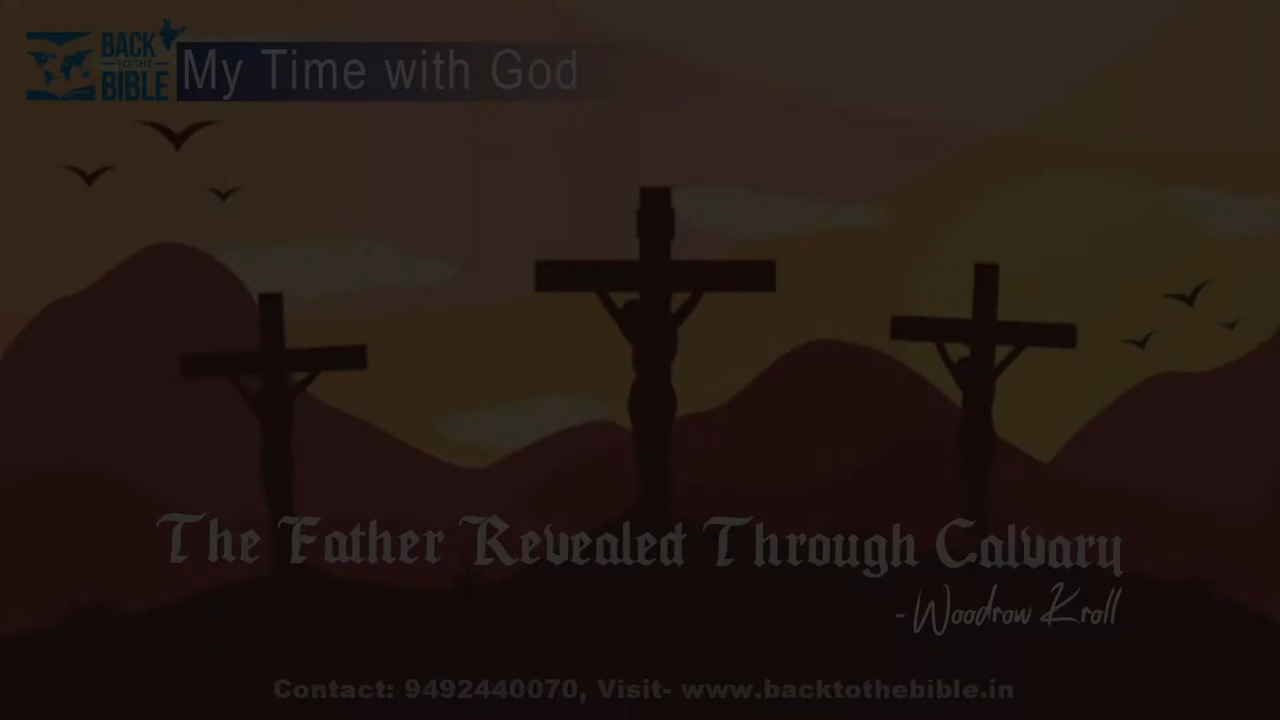 BACK
TO THE
BIBLE
My Time with God
The Father Revealed Through Calvary
- Woodrow Kroll
Contact: 9492440070, Visit- www.backtothebible.in